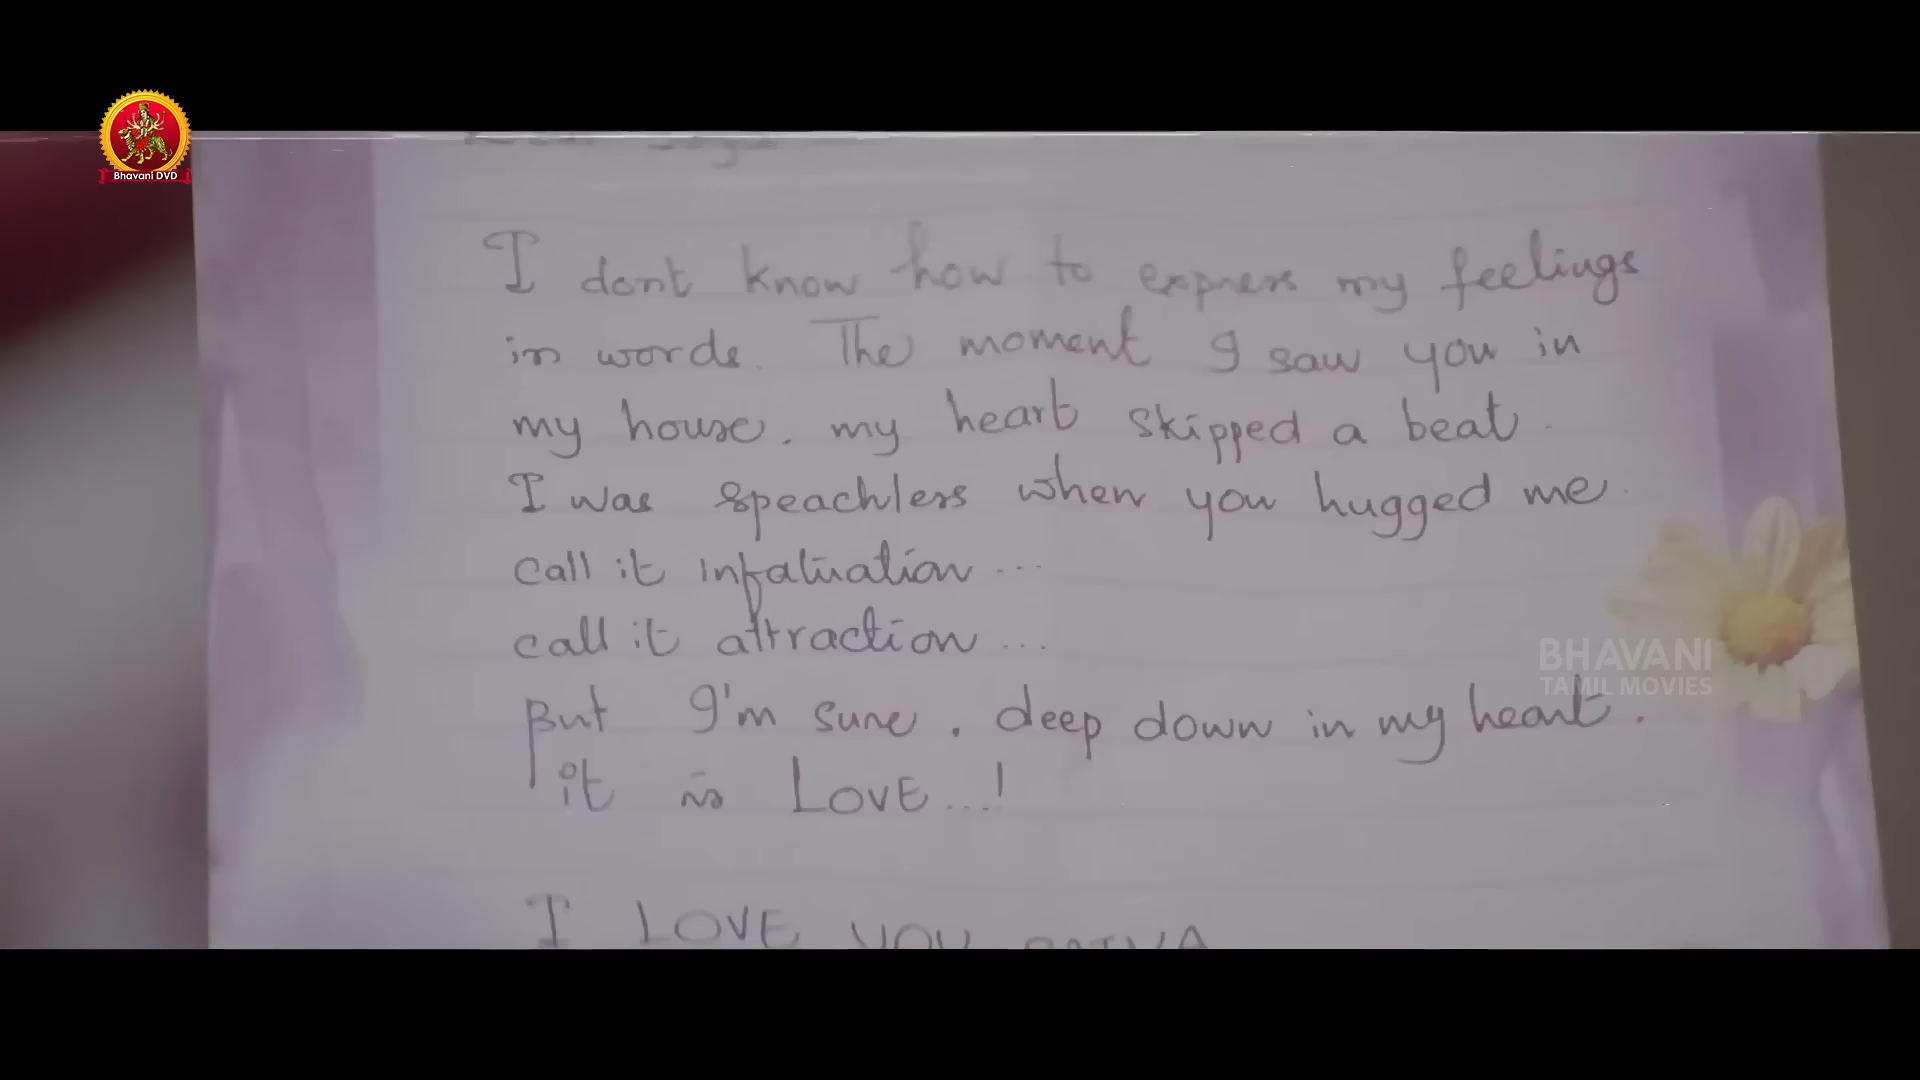 Bhavani DVD
I dont know how to express my feelings
in words. The moment I saw you in
my house. my heart skipped a beat.
I was speachless when you hugged me.
call it infatuation ...
call it attraction ...
But I'm sure. deep down in my heart.
it is LOVE...!
I LOVE YOU
BHAVANI
TAMIL MOVIES